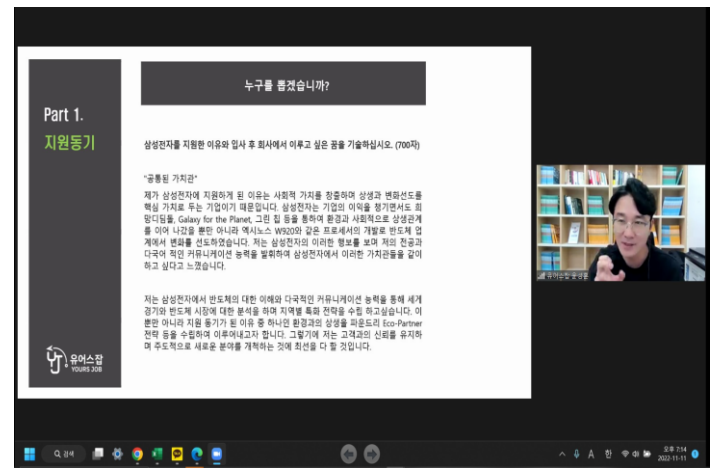 누구를 뽑겠습니까?
Part 1.
지원동기
삼성전자를 지원한 이유와 입사 후 회사에서 이루고 싶은 꿈을 기술하십시오. (700자)
"공통된 가치관"
제가 삼성전자에 지원하게 된 이유는 사회적 가치를 창출하며 상생과 변화선도를
핵심 가치로 두는 기업이기 때문입니다. 삼성전자는 기업의 이익을 챙기면서도 희
망디딤돌, Galaxy for the Planet, 그린 칩 등을 통하여 환경과 사회적으로 상생관계
를 이어 나갔을 뿐만 아니라 엑시노스 W920와 같은 프로세서의 개발로 반도체 업
계에서 변화를 선도하였습니다. 저는 삼성전자의 이러한 행보를 보며 저의 전공과
다국어 적인 커뮤니케이션 능력을 발휘하여 삼성전자에서 이러한 가치관들을 같이
하고 싶다고 느꼈습니다.
저는 삼성전자에서 반도체의 대한 이해와 다국적인 커뮤니케이션 능력을 통해 세계
경기와 반도체 시장에 대한 분석을 하며 지역별 특화 전략을 수립 하고싶습니다. 이
뿐만 아니라 지원 동기가 된 이유 중 하나인 환경과의 상생을 파운드리 Eco-Partner
전략 등을 수립하여 이루어내고자 합니다. 그렇기에 저는 고객과의 신뢰를 유지하
며 주도적으로 새로운 분야를 개척하는 것에 최선을 다 할 것입니다.
유어스잡
YOURS JOB
유어스잡
검색
A 한
오후 7:14
2022-11-11